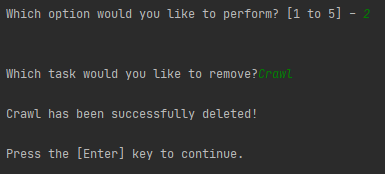 Which option would you like to perform? [1 to 5] – 2
Which task would you like to remove?Crawl
Crawl has been successfully deleted!
Press the [Enter] key to continue.